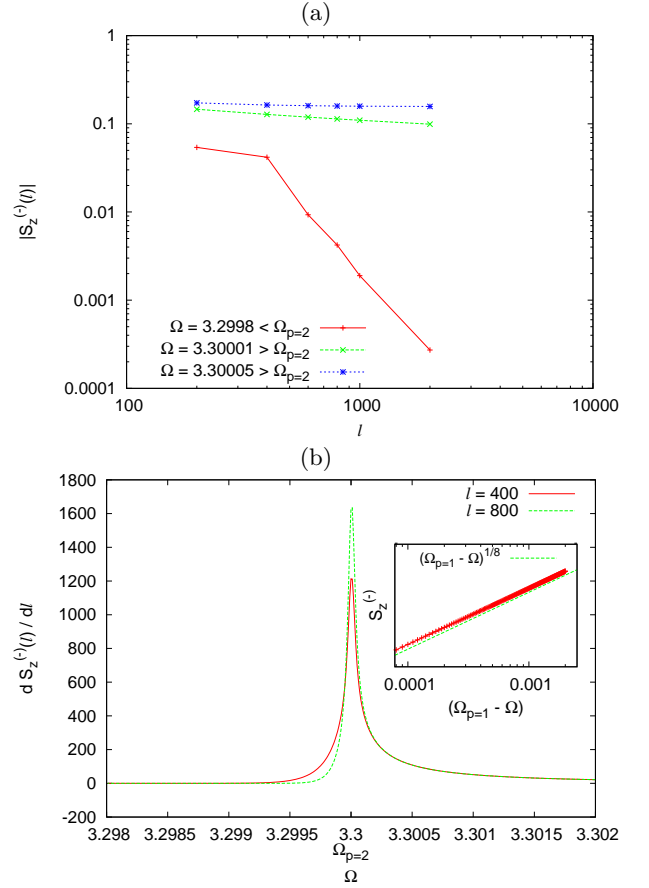 (a)
1
0.1
0.01
0.001
0.0001
|S_z^(-)(l)|
Ω = 3.2998 < Ω_p=2
Ω = 3.30001 > Ω_p=2
Ω = 3.30005 > Ω_p=2
100
1000
10000
l
(b)
1800
1600
1400
1200
1000
800
600
400
200
0
-200
d S_z^(-)(l) / dl
l = 400
l = 800
(Ω_p=1 - Ω)^1/8
S_z^(-)
0.0001
0.001
(Ω_p=1 - Ω)
3.298 3.2985 3.299 3.2995 3.3 3.3005 3.301 3.3015 3.302
Ω_p=2
Ω